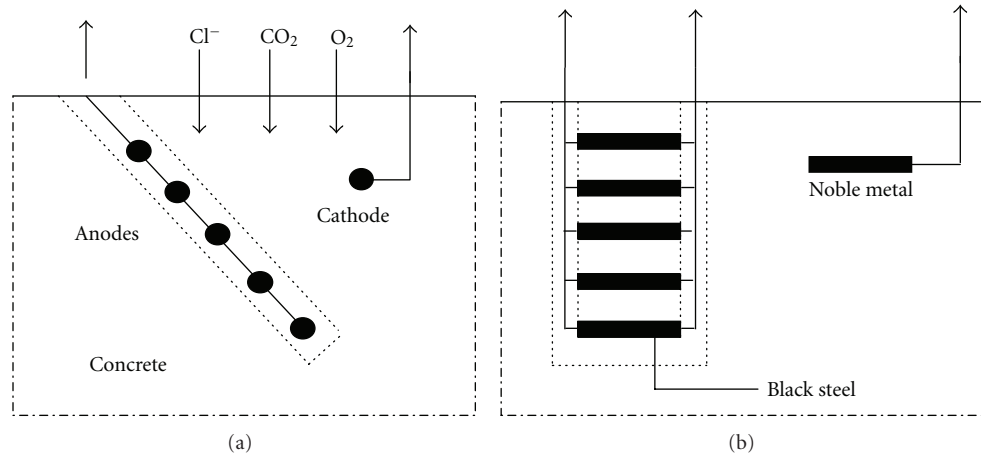 Cl⁻
CO₂
O₂
Cathode
Anodes
Concrete
(a)
Noble metal
Black steel
(b)